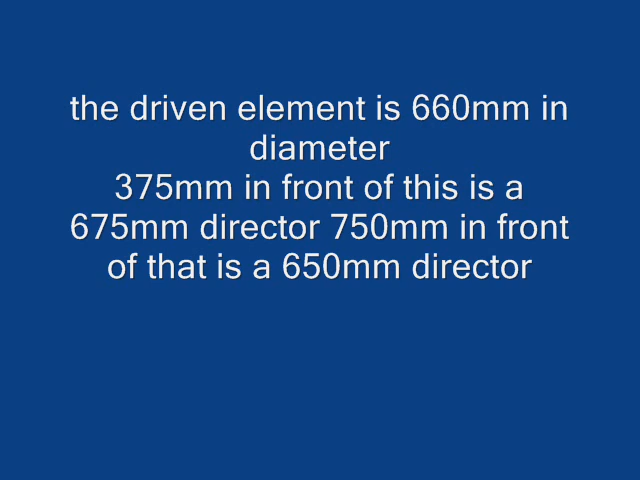 the driven element is 660mm in
diameter
375mm in front of this is a
675mm director 750mm in front
of that is a 650mm director